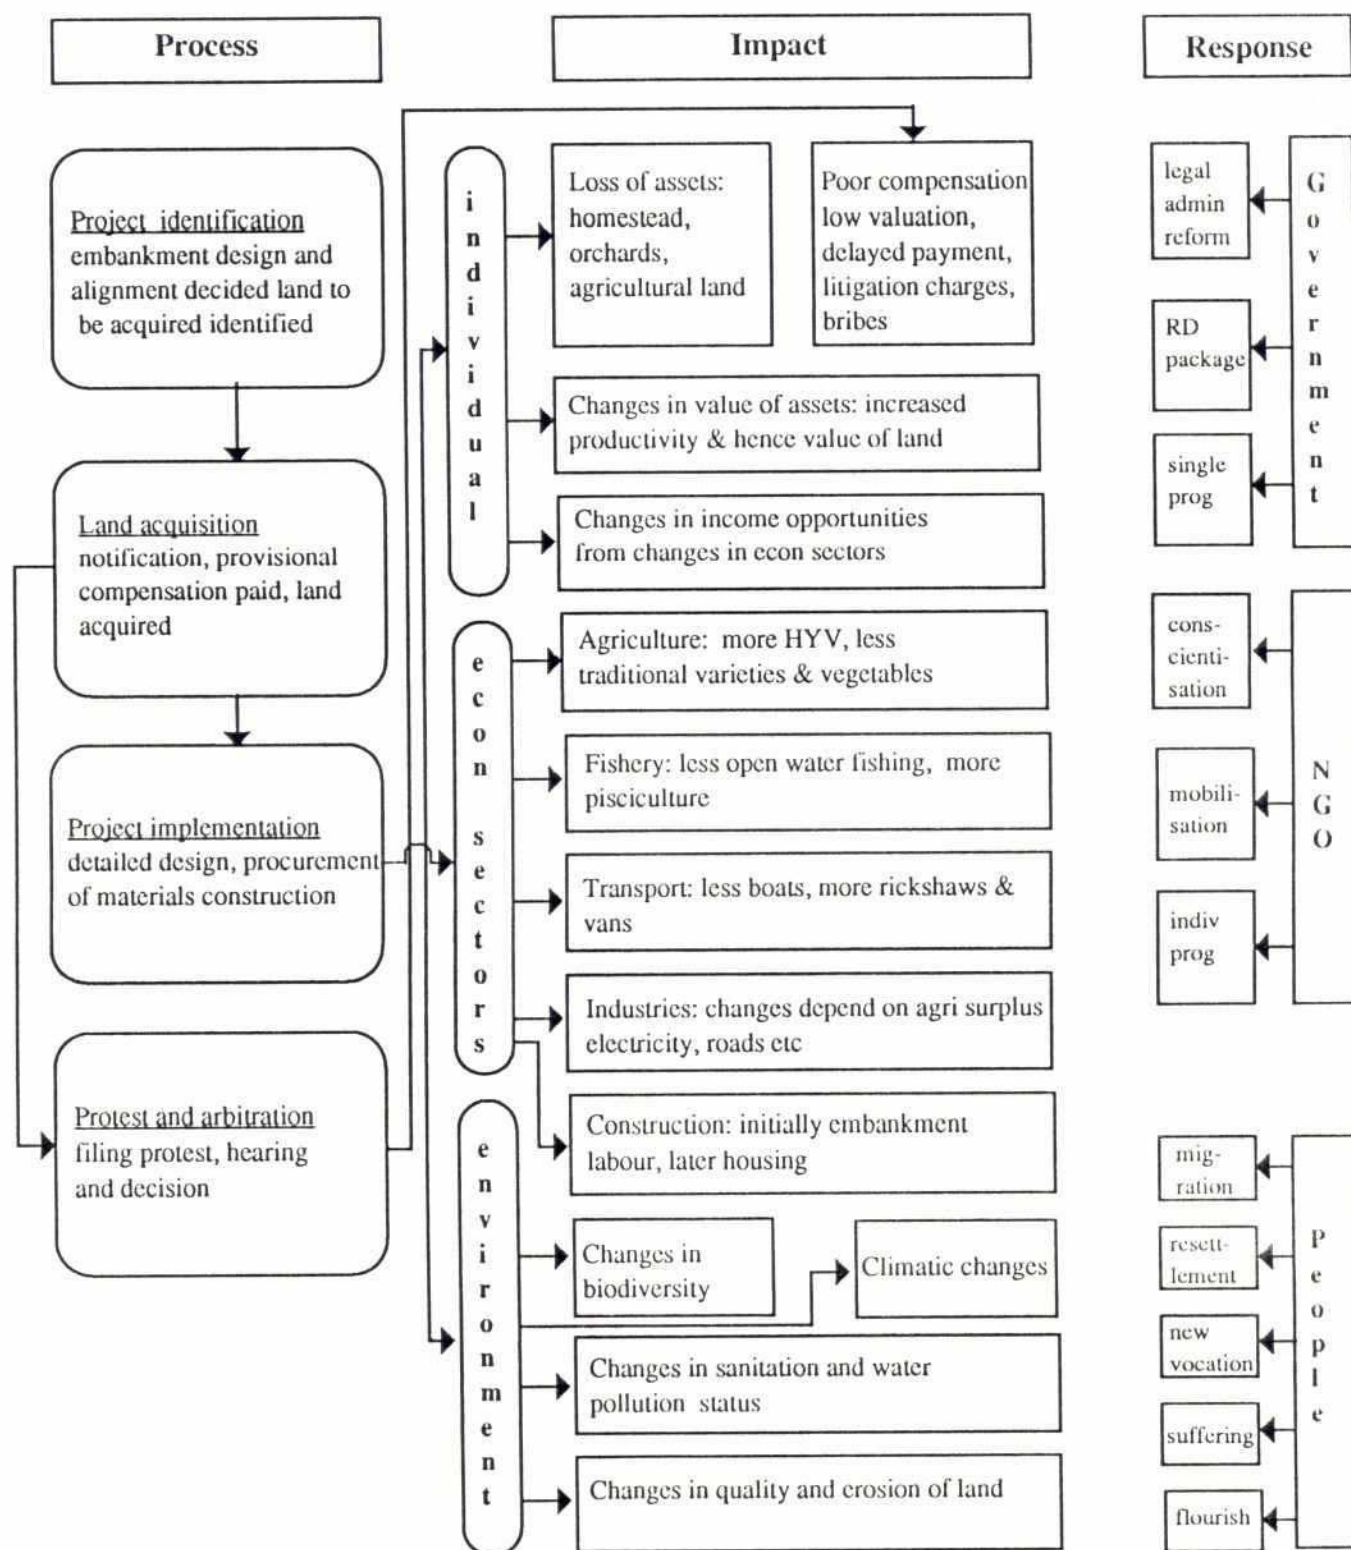 Process
Impact
Response
Project identification
embankment design and
alignment decided land to
be acquired identified
Land acquisition
notification, provisional
compensation paid, land
acquired
Project implementation
detailed design, procurement
of materials construction
Protest and arbitration
filing protest, hearing
and decision
individual
Loss of assets:
homestead,
orchards,
agricultural land
Poor compensation
low valuation,
delayed payment,
litigation charges,
bribes
Changes in value of assets: increased
productivity & hence value of land
Changes in income opportunities
from changes in econ sectors
econ sectors
Agriculture: more HYV, less
traditional varieties & vegetables
Fishery: less open water fishing, more
pisciculture
Transport: less boats, more rickshaws &
vans
Industries: changes depend on agri surplus
electricity, roads etc
Construction: initially embankment
labour, later housing
environment
Changes in
biodiversity
Climatic changes
Changes in sanitation and water
pollution status
Changes in quality and erosion of land
Government
legal
admin
reform
RD
package
single
prog
NGO
cons-
cienti-
sation
mobili-
sation
indiv
prog
People
mig-
ration
resett-
lement
new
vocation
suffering
flourish